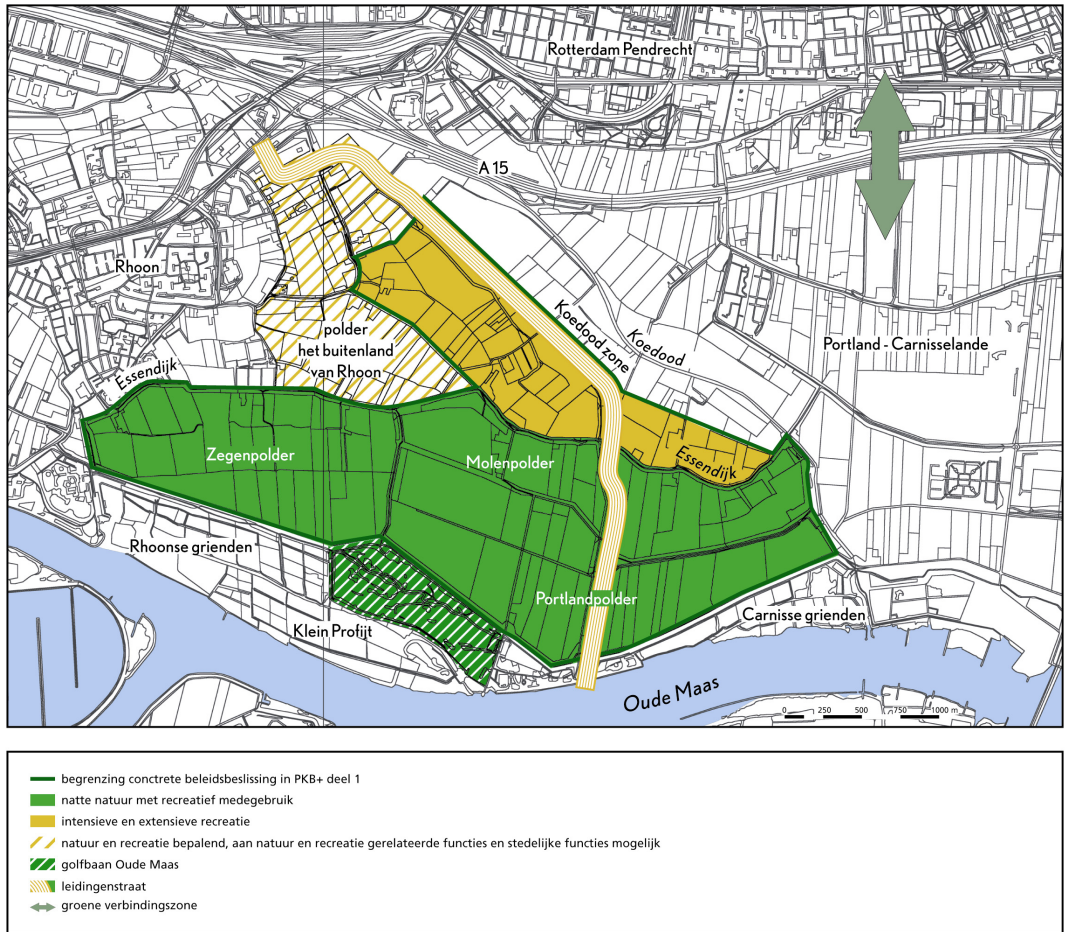 Rotterdam Pendrecht
A 15
Rhoon
Koedood zone
Koedood
polder
het buitenland
van Rhoon
Portland - Carnisselande
Essendijk
Zegenpolder
Molenpolder
Essendijk
Rhoonse grienden
Portlandpolder
Carnisse grienden
Klein Profijt
Oude Maas
0 250 500 750 1000 m
begrenzing conctrete beleidsbeslissing in PKB+ deel 1
natte natuur met recreatief medegebruik
intensieve en extensieve recreatie
natuur en recreatie bepalend, aan natuur en recreatie gerelateerde functies en stedelijke functies mogelijk
golfbaan Oude Maas
leidingenstraat
groene verbindingszone